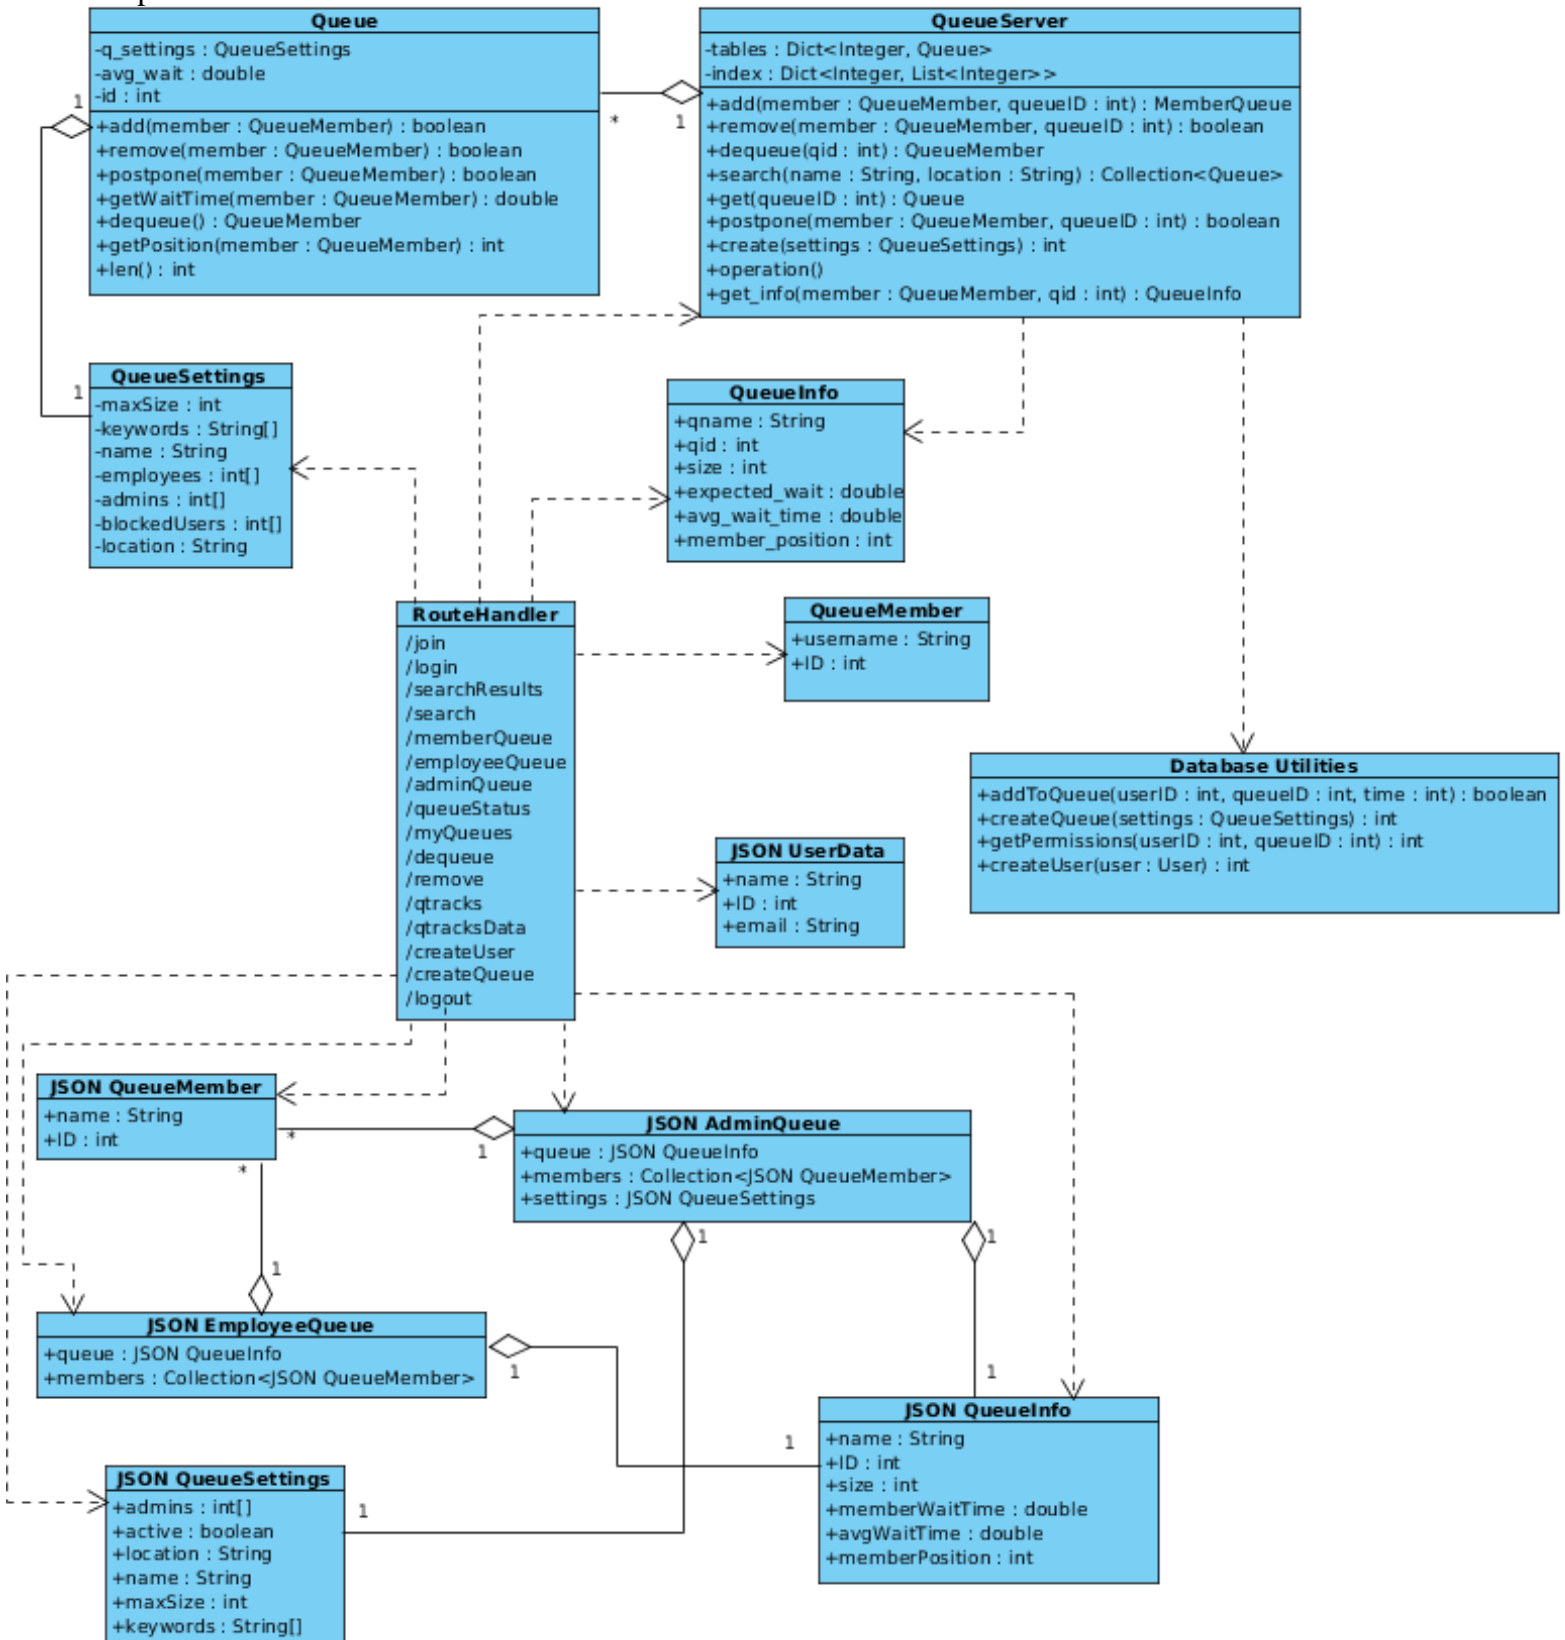 Queue
-q_settings : QueueSettings
-avg_wait : double
-id : int
+add(member : QueueMember) : boolean
+remove(member : QueueMember) : boolean
+postpone(member : QueueMember) : boolean
+getWaitTime(member : QueueMember) : double
+dequeue() : QueueMember
+getPosition(member : QueueMember) : int
+len() : int
1
*
1
QueueServer
-tables : Dict<Integer, Queue>
-index : Dict<Integer, List<Integer>>
+add(member : QueueMember, queueID : int) : MemberQueue
+remove(member : QueueMember, queueID : int) : boolean
+dequeue(qid : int) : QueueMember
+search(name : String, location : String) : Collection<Queue>
+get(queueID : int) : Queue
+postpone(member : QueueMember, queueID : int) : boolean
+create(settings : QueueSettings) : int
+operation()
+get_info(member : QueueMember, qid : int) : QueueInfo
1
QueueSettings
-maxSize : int
-keywords : String[]
-name : String
-employees : int[]
-admins : int[]
-blockedUsers : int[]
-location : String
QueueInfo
+qname : String
+qid : int
+size : int
+expected_wait : double
+avg_wait_time : double
+member_position : int
RouteHandler
/join
/login
/searchResults
/search
/memberQueue
/employeeQueue
/adminQueue
/queueStatus
/myQueues
/dequeue
/remove
/qtracks
/qtracksData
/createUser
/createQueue
/logout
QueueMember
+username : String
+ID : int
Database Utilities
+addToQueue(userID : int, queueID : int, time : int) : boolean
+createQueue(settings : QueueSettings) : int
+getPermissions(userID : int, queueID : int) : int
+createUser(user : User) : int
JSON UserData
+name : String
+ID : int
+email : String
JSON QueueMember
+name : String
+ID : int
*
1
*
1
JSON AdminQueue
+queue : JSON QueueInfo
+members : Collection<JSON QueueMember>
+settings : JSON QueueSettings
1
1
JSON EmployeeQueue
+queue : JSON QueueInfo
+members : Collection<JSON QueueMember>
1
1
1
JSON QueueInfo
+name : String
+ID : int
+size : int
+memberWaitTime : double
+avgWaitTime : double
+memberPosition : int
JSON QueueSettings
+admins : int[]
+active : boolean
+location : String
+name : String
+maxSize : int
+keywords : String[]
1